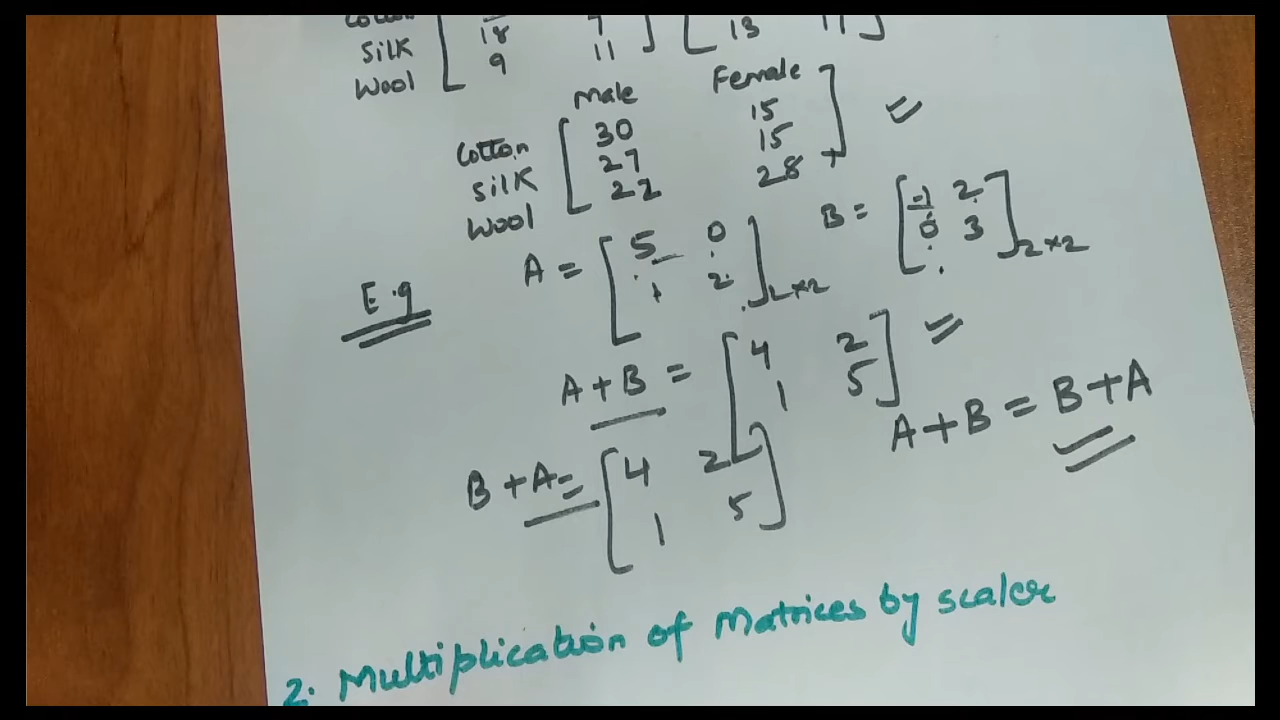 Silk 18 7 13 11
Wool 9 11
Male Female
Cotton 30 15
Silk 27 15
Wool 22 28
E.g A = [ 5 0 1 2 ] 2×2 B = [ -1 2 0 3 ] 2×2
A + B = [ 4 2 1 5 ]
A + B = B + A
B + A = [ 4 2 1 5 ]
2. Multiplication of Matrices by scaler